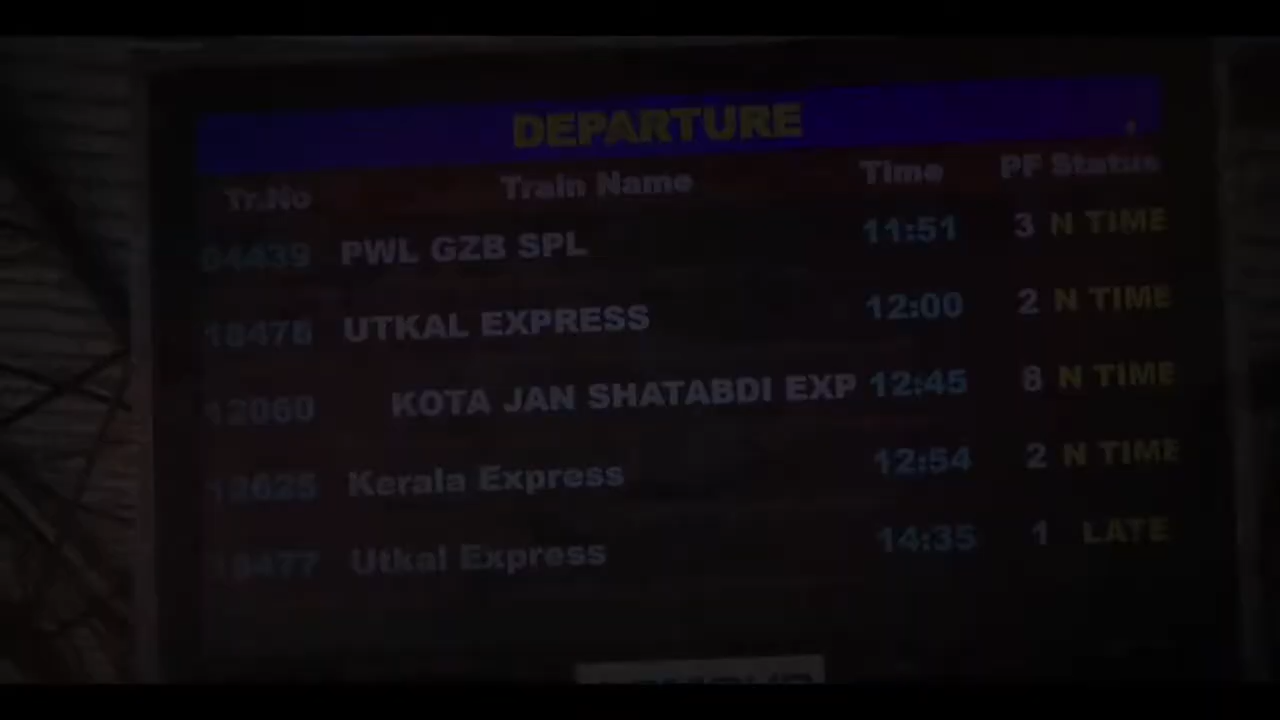 DEPARTURE
Tr.No Train Name Time PF Status
04439 PWL GZB SPL 11:51 3 N TIME
18478 UTKAL EXPRESS 12:00 2 N TIME
12060 KOTA JAN SHATABDI EXP 12:45 8 N TIME
12625 Kerala Express 12:54 2 N TIME
18477 Utkal Express 14:35 1 LATE